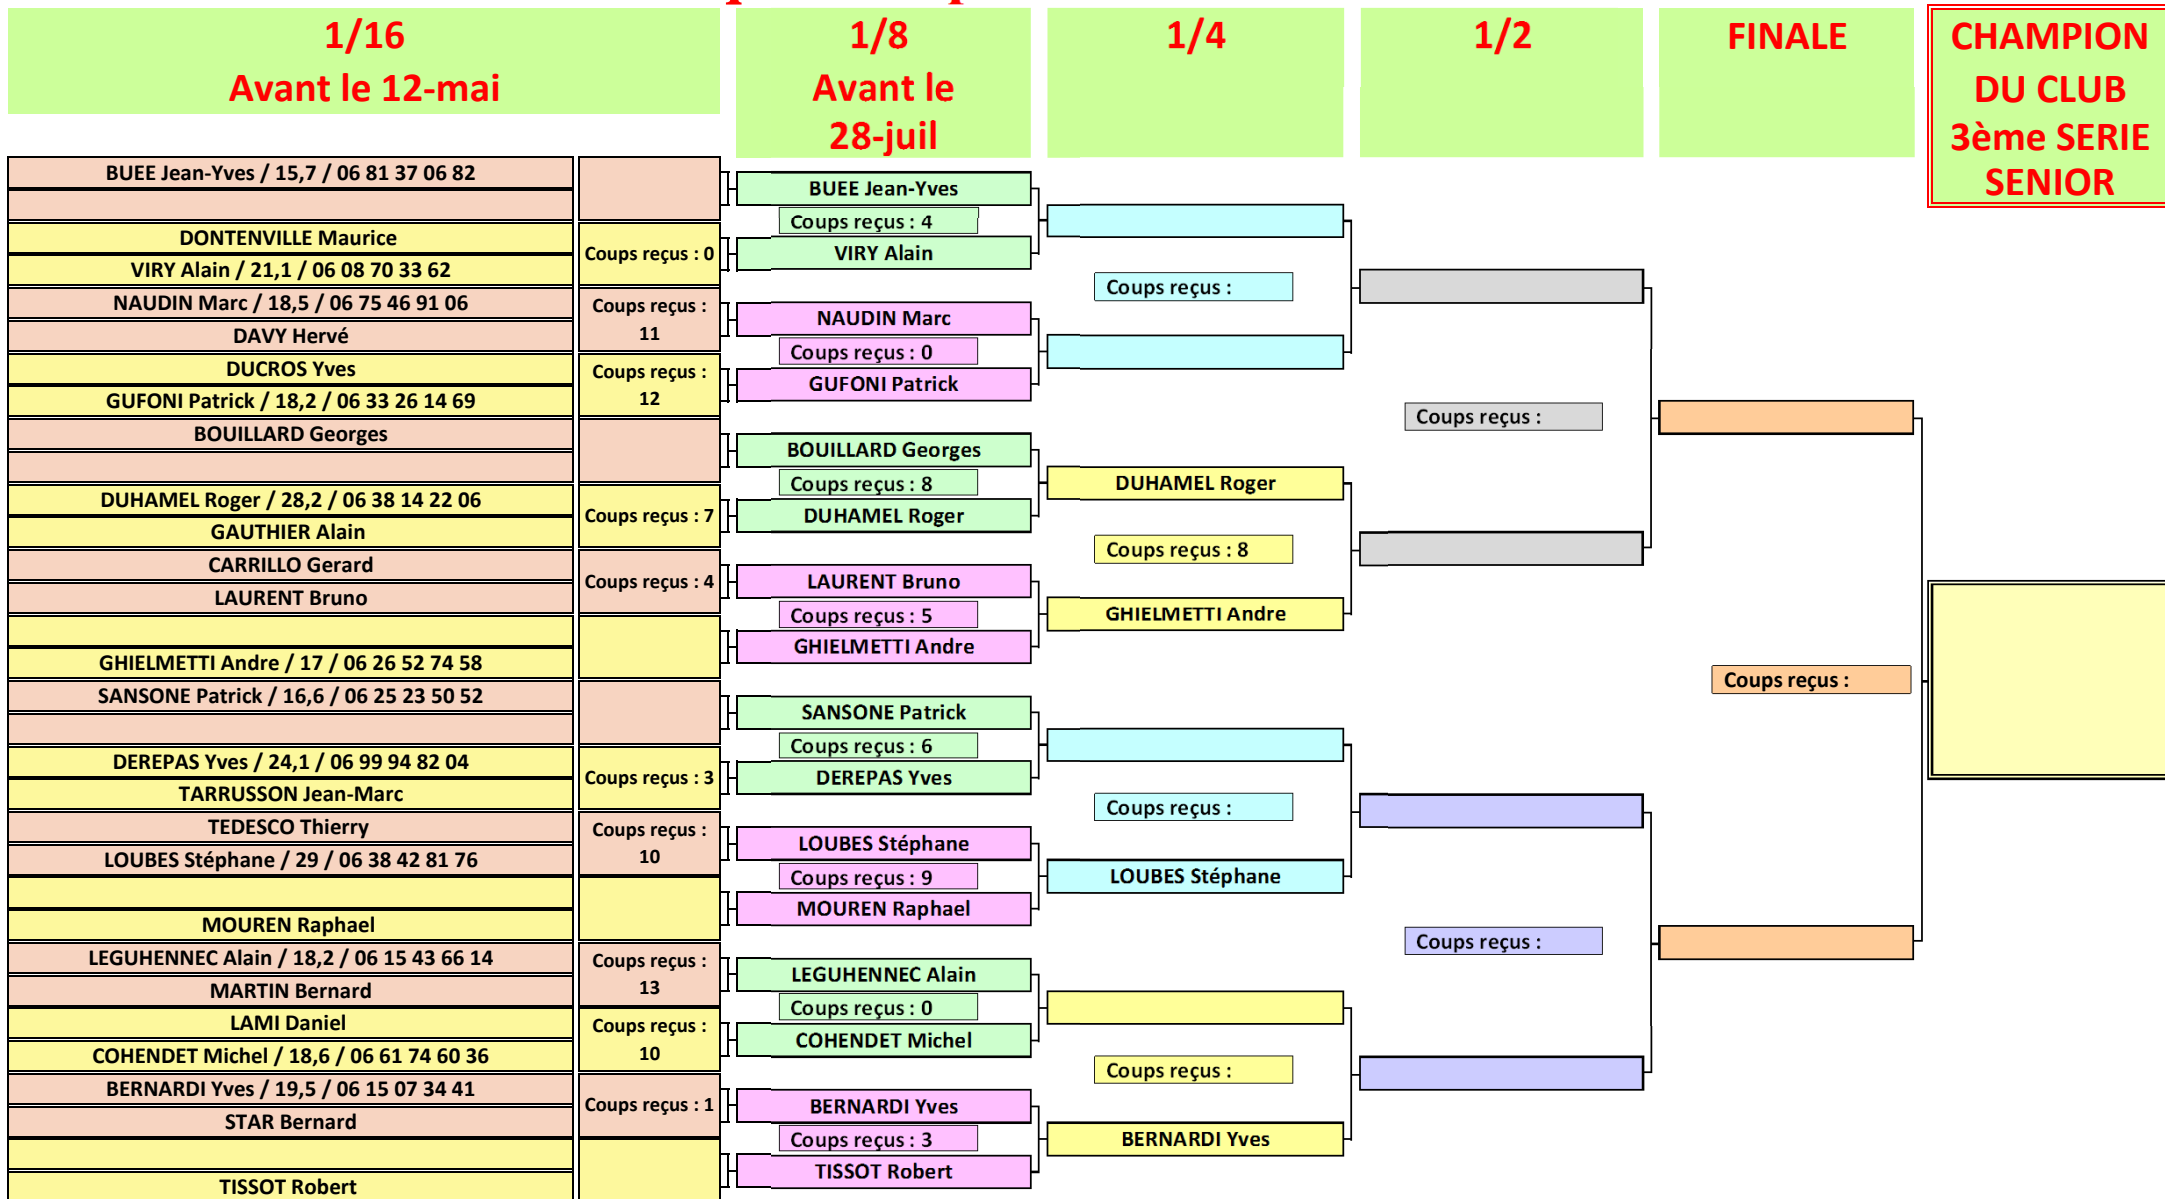 1/16
Avant le 12-mai
1/8
Avant le
28-juil
1/4
1/2
FINALE
CHAMPION
DU CLUB
3ème SERIE
SENIOR
BUEE Jean-Yves / 15,7 / 06 81 37 06 82
DONTENVILLE Maurice
VIRY Alain / 21,1 / 06 08 70 33 62
Coups reçus : 0
NAUDIN Marc / 18,5 / 06 75 46 91 06
DAVY Hervé
Coups reçus :
11
DUCROS Yves
GUFONI Patrick / 18,2 / 06 33 26 14 69
Coups reçus :
12
BOUILLARD Georges
DUHAMEL Roger / 28,2 / 06 38 14 22 06
GAUTHIER Alain
Coups reçus : 7
CARRILLO Gerard
LAURENT Bruno
Coups reçus : 4
GHIELMETTI Andre / 17 / 06 26 52 74 58
SANSONE Patrick / 16,6 / 06 25 23 50 52
DEREPAS Yves / 24,1 / 06 99 94 82 04
TARRUSSON Jean-Marc
Coups reçus : 3
TEDESCO Thierry
LOUBES Stéphane / 29 / 06 38 42 81 76
Coups reçus :
10
MOUREN Raphael
LEGUHENNEC Alain / 18,2 / 06 15 43 66 14
MARTIN Bernard
Coups reçus :
13
LAMI Daniel
COHENDET Michel / 18,6 / 06 61 74 60 36
Coups reçus :
10
BERNARDI Yves / 19,5 / 06 15 07 34 41
STAR Bernard
Coups reçus : 1
TISSOT Robert
BUEE Jean-Yves
Coups reçus : 4
VIRY Alain
NAUDIN Marc
Coups reçus : 0
GUFONI Patrick
BOUILLARD Georges
Coups reçus : 8
DUHAMEL Roger
LAURENT Bruno
Coups reçus : 5
GHIELMETTI Andre
SANSONE Patrick
Coups reçus : 6
DEREPAS Yves
LOUBES Stéphane
Coups reçus : 9
MOUREN Raphael
LEGUHENNEC Alain
Coups reçus : 0
COHENDET Michel
BERNARDI Yves
Coups reçus : 3
TISSOT Robert
Coups reçus :
DUHAMEL Roger
Coups reçus : 8
GHIELMETTI Andre
Coups reçus :
LOUBES Stéphane
Coups reçus :
BERNARDI Yves
Coups reçus :
Coups reçus :
Coups reçus :